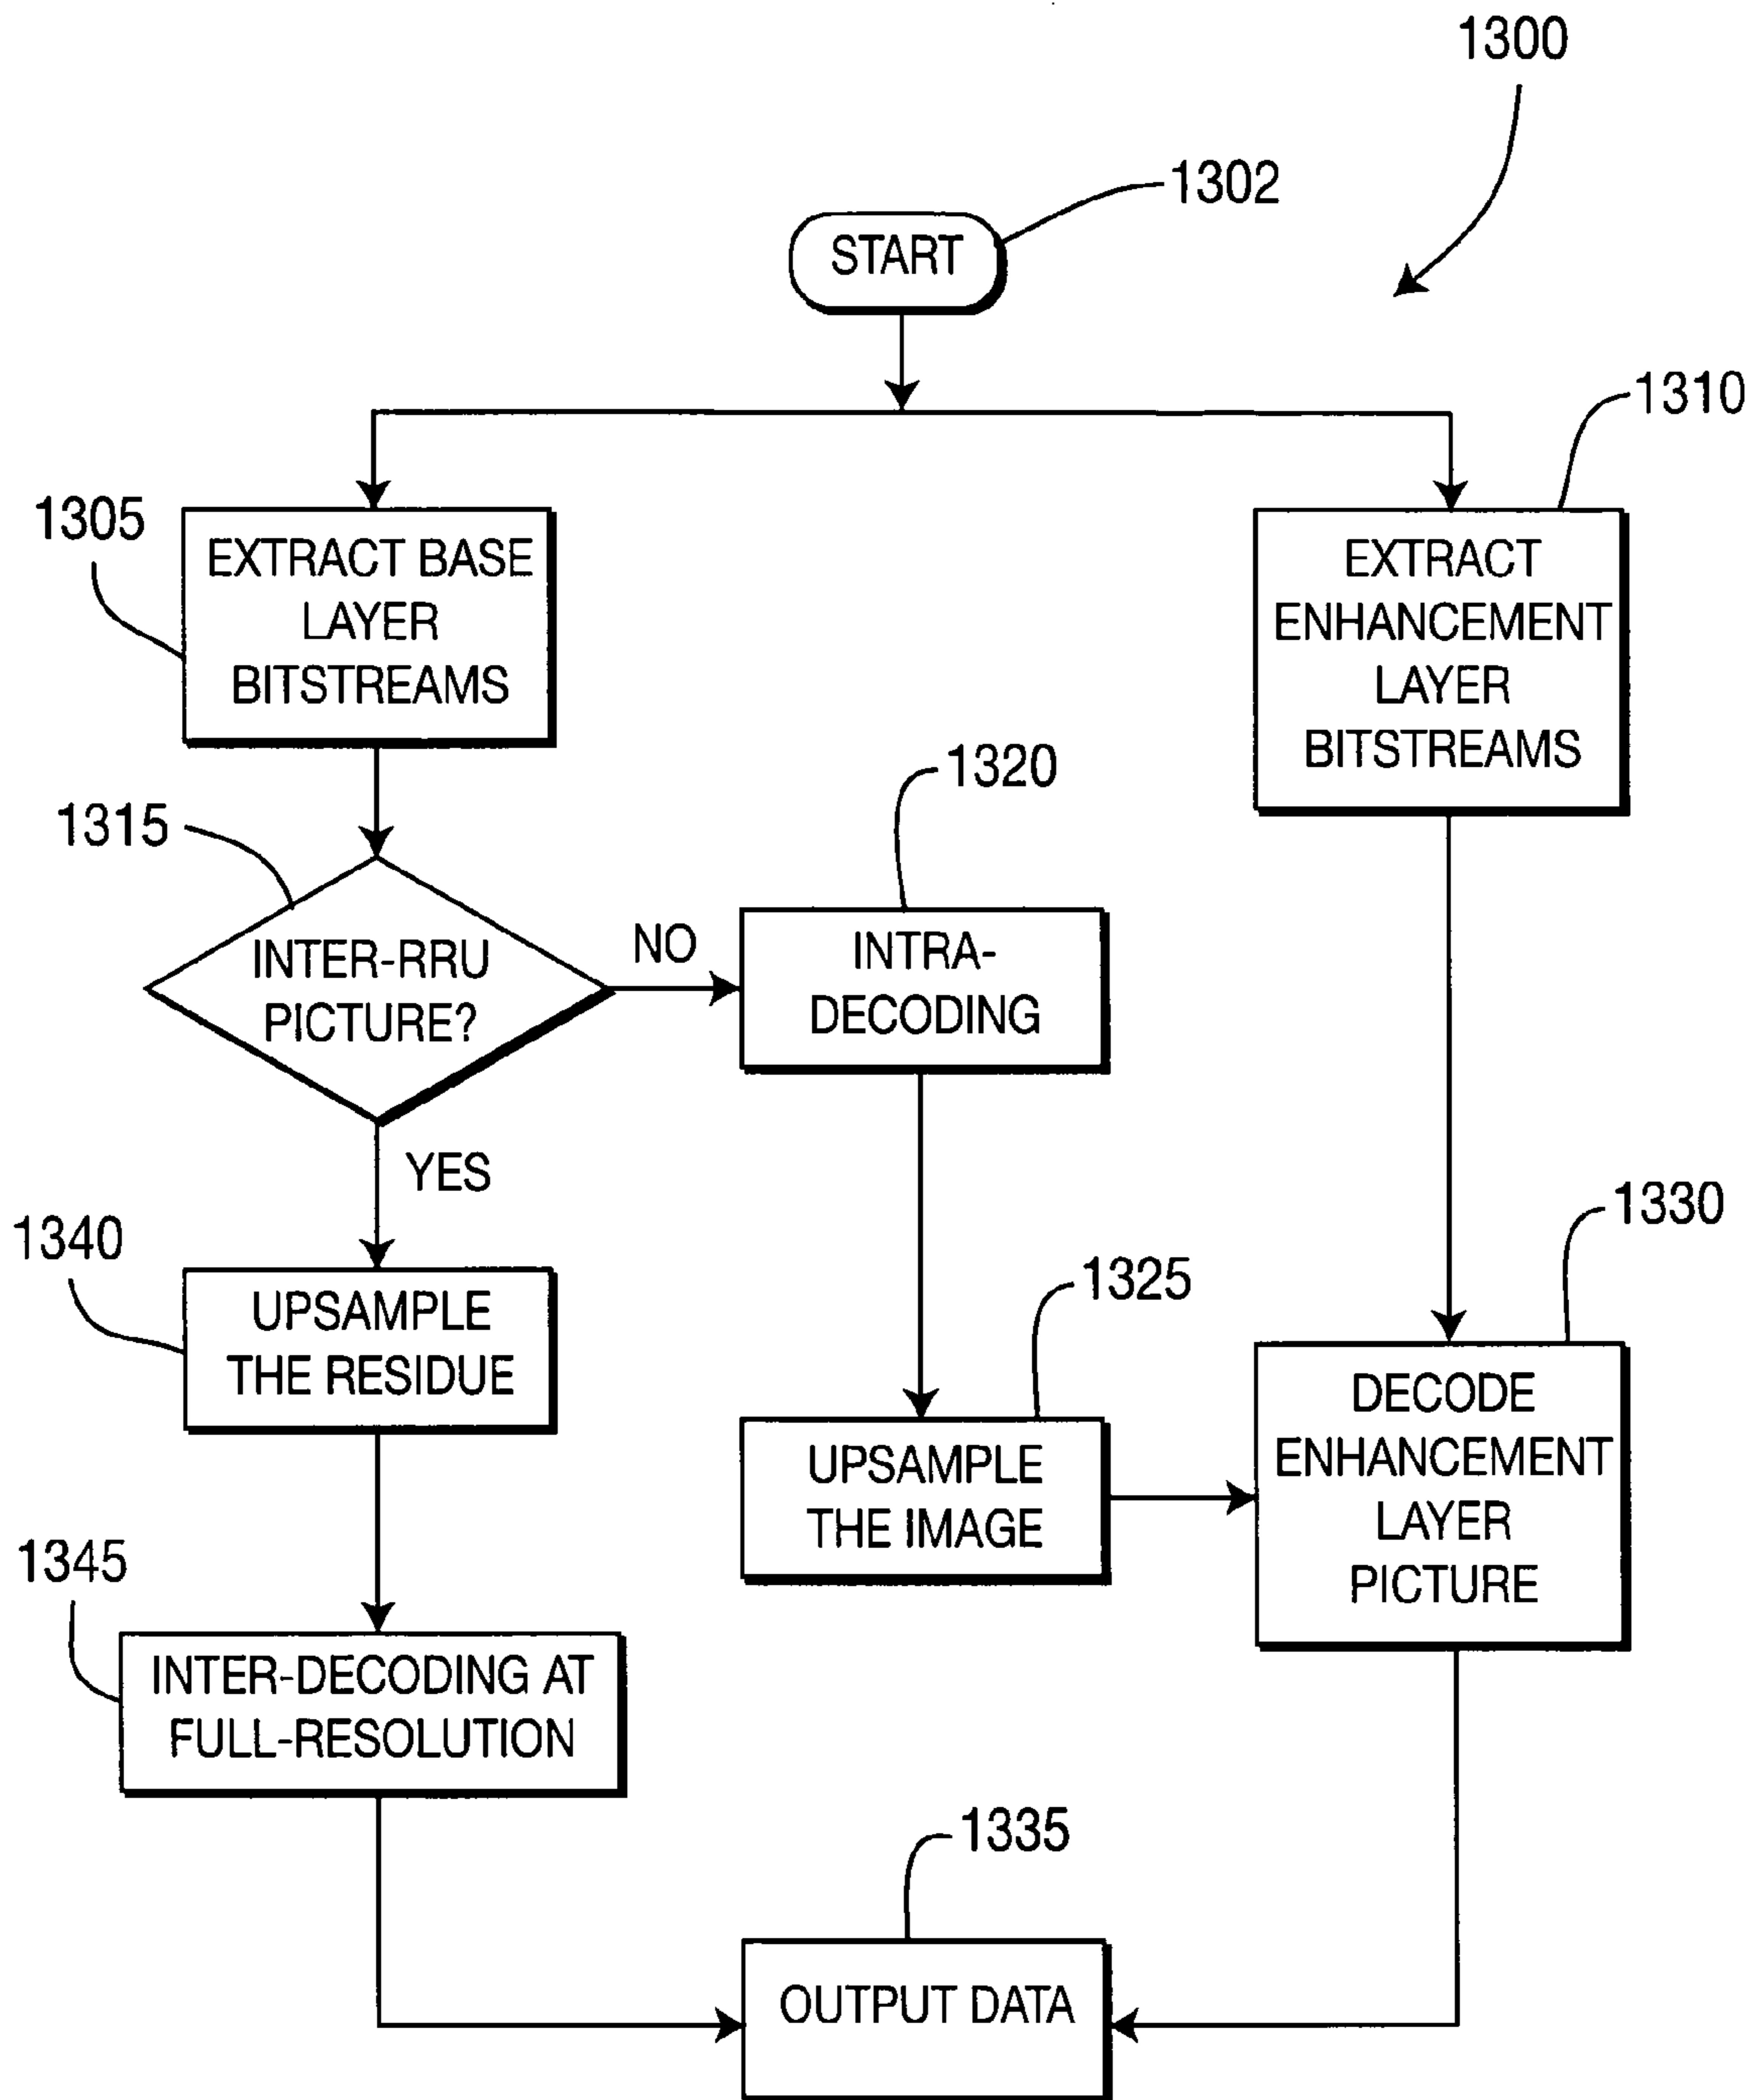 1300
1302
START
1310
1305
EXTRACT BASE
LAYER
BITSTREAMS
EXTRACT
ENHANCEMENT
LAYER
BITSTREAMS
1320
1315
INTER-RRU
PICTURE?
NO
INTRA-
DECODING
YES
1330
1340
1325
UPSAMPLE
THE RESIDUE
DECODE
ENHANCEMENT
LAYER
PICTURE
UPSAMPLE
THE IMAGE
1345
INTER-DECODING AT
FULL-RESOLUTION
1335
OUTPUT DATA